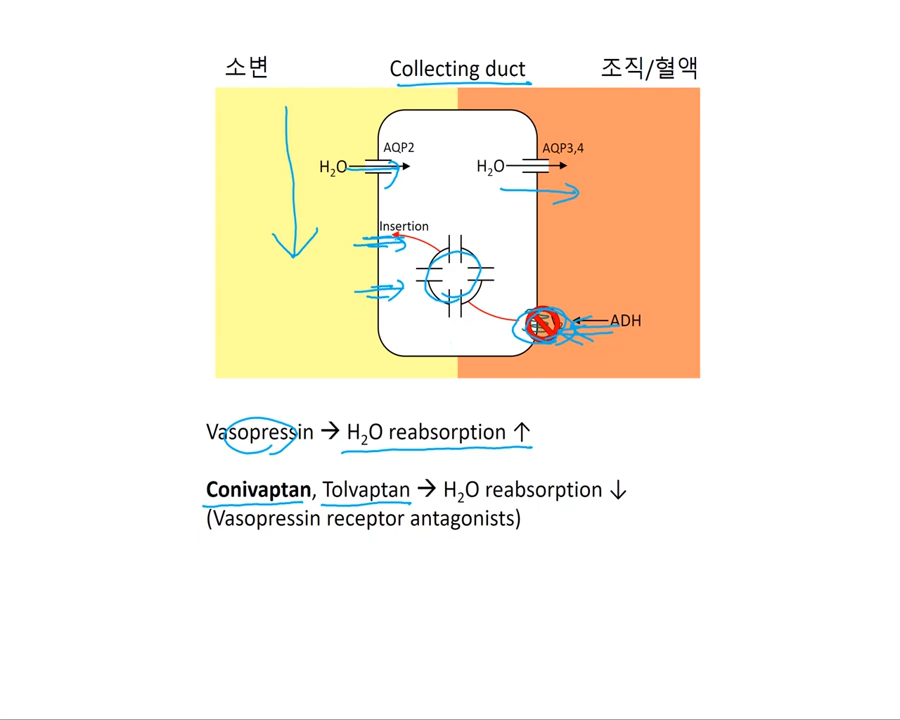 소변
Collecting duct
조직/혈액
AQP2
AQP3,4
H₂O
H₂O
Insertion
ADH
Vasopressin → H₂O reabsorption ↑
Conivaptan, Tolvaptan → H₂O reabsorption ↓
(Vasopressin receptor antagonists)